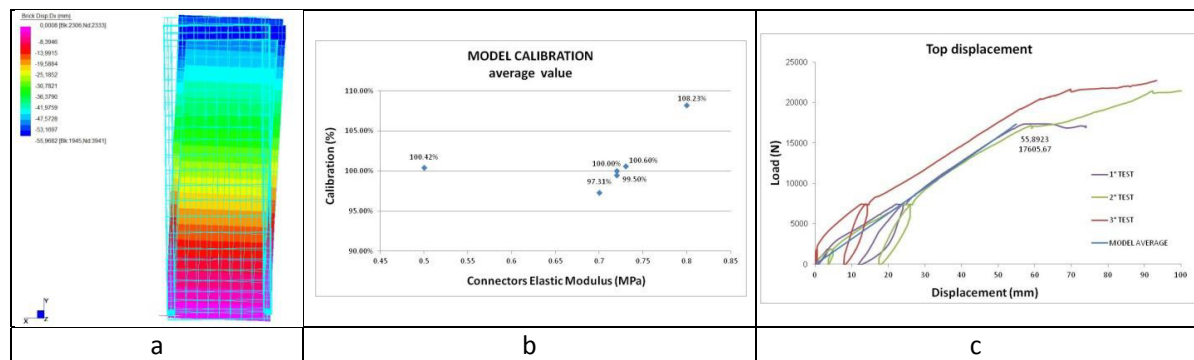 Brick Disp:Dx (mm)
0,0008 [Bk:2306,Nd:2333]
-8,3946
-13,9915
-19,5884
-25,1852
-30,7821
-36,3790
-41,9759
-47,5728
-53,1697
-55,9682 [Bk:1945,Nd:3941]
Y
X
Z
a
MODEL CALIBRATION
average value
Calibration (%)
110.00%
105.00%
100.00%
95.00%
90.00%
108.23%
100.42%
100.00%
100.60%
97.31%
99.50%
0.45 0.5 0.55 0.6 0.65 0.7 0.75 0.8 0.85
Connectors Elastic Modulus (MPa)
b
Top displacement
Load (N)
25000
20000
15000
10000
5000
0
55,8923
17605.67
1° TEST
2° TEST
3° TEST
MODEL AVERAGE
0 10 20 30 40 50 60 70 80 90 100
Displacement (mm)
c